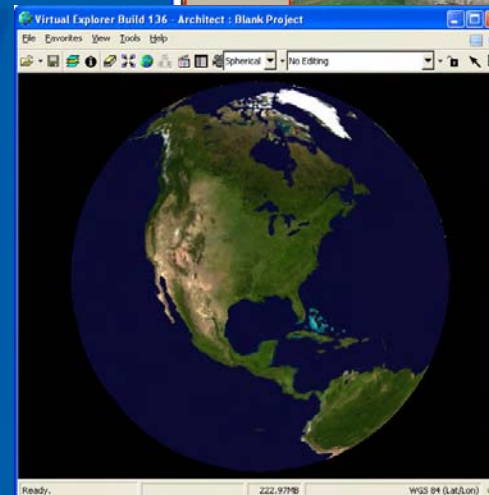 Virtual Explorer Build 136 - Architect : Blank Project
File Favorites View Tools Help
Spherical No Editing
Ready. 222.97MB WGS 84 (Lat/Lon)